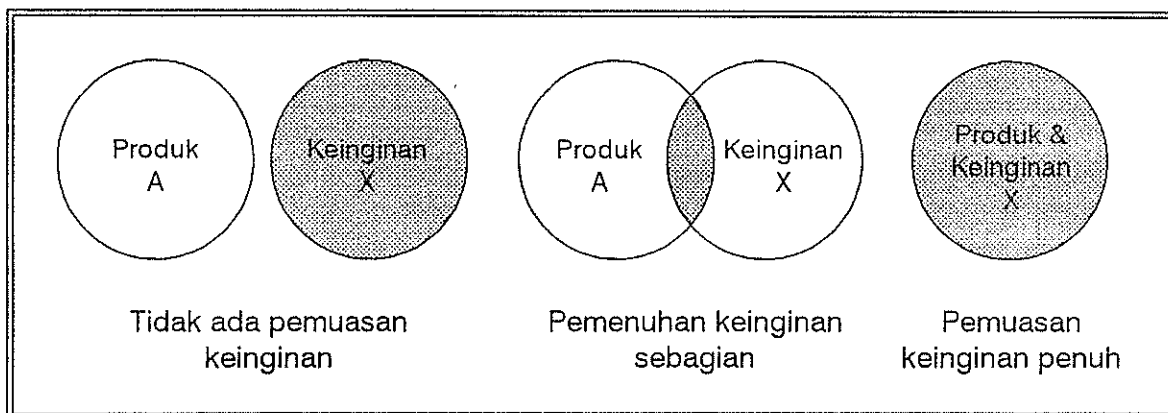 Produk
A
Keinginan
X
Produk
A
Keinginan
X
Produk &
Keinginan
X
Tidak ada pemuasan
keinginan
Pemenuhan keinginan
sebagian
Pemuasan
keinginan penuh